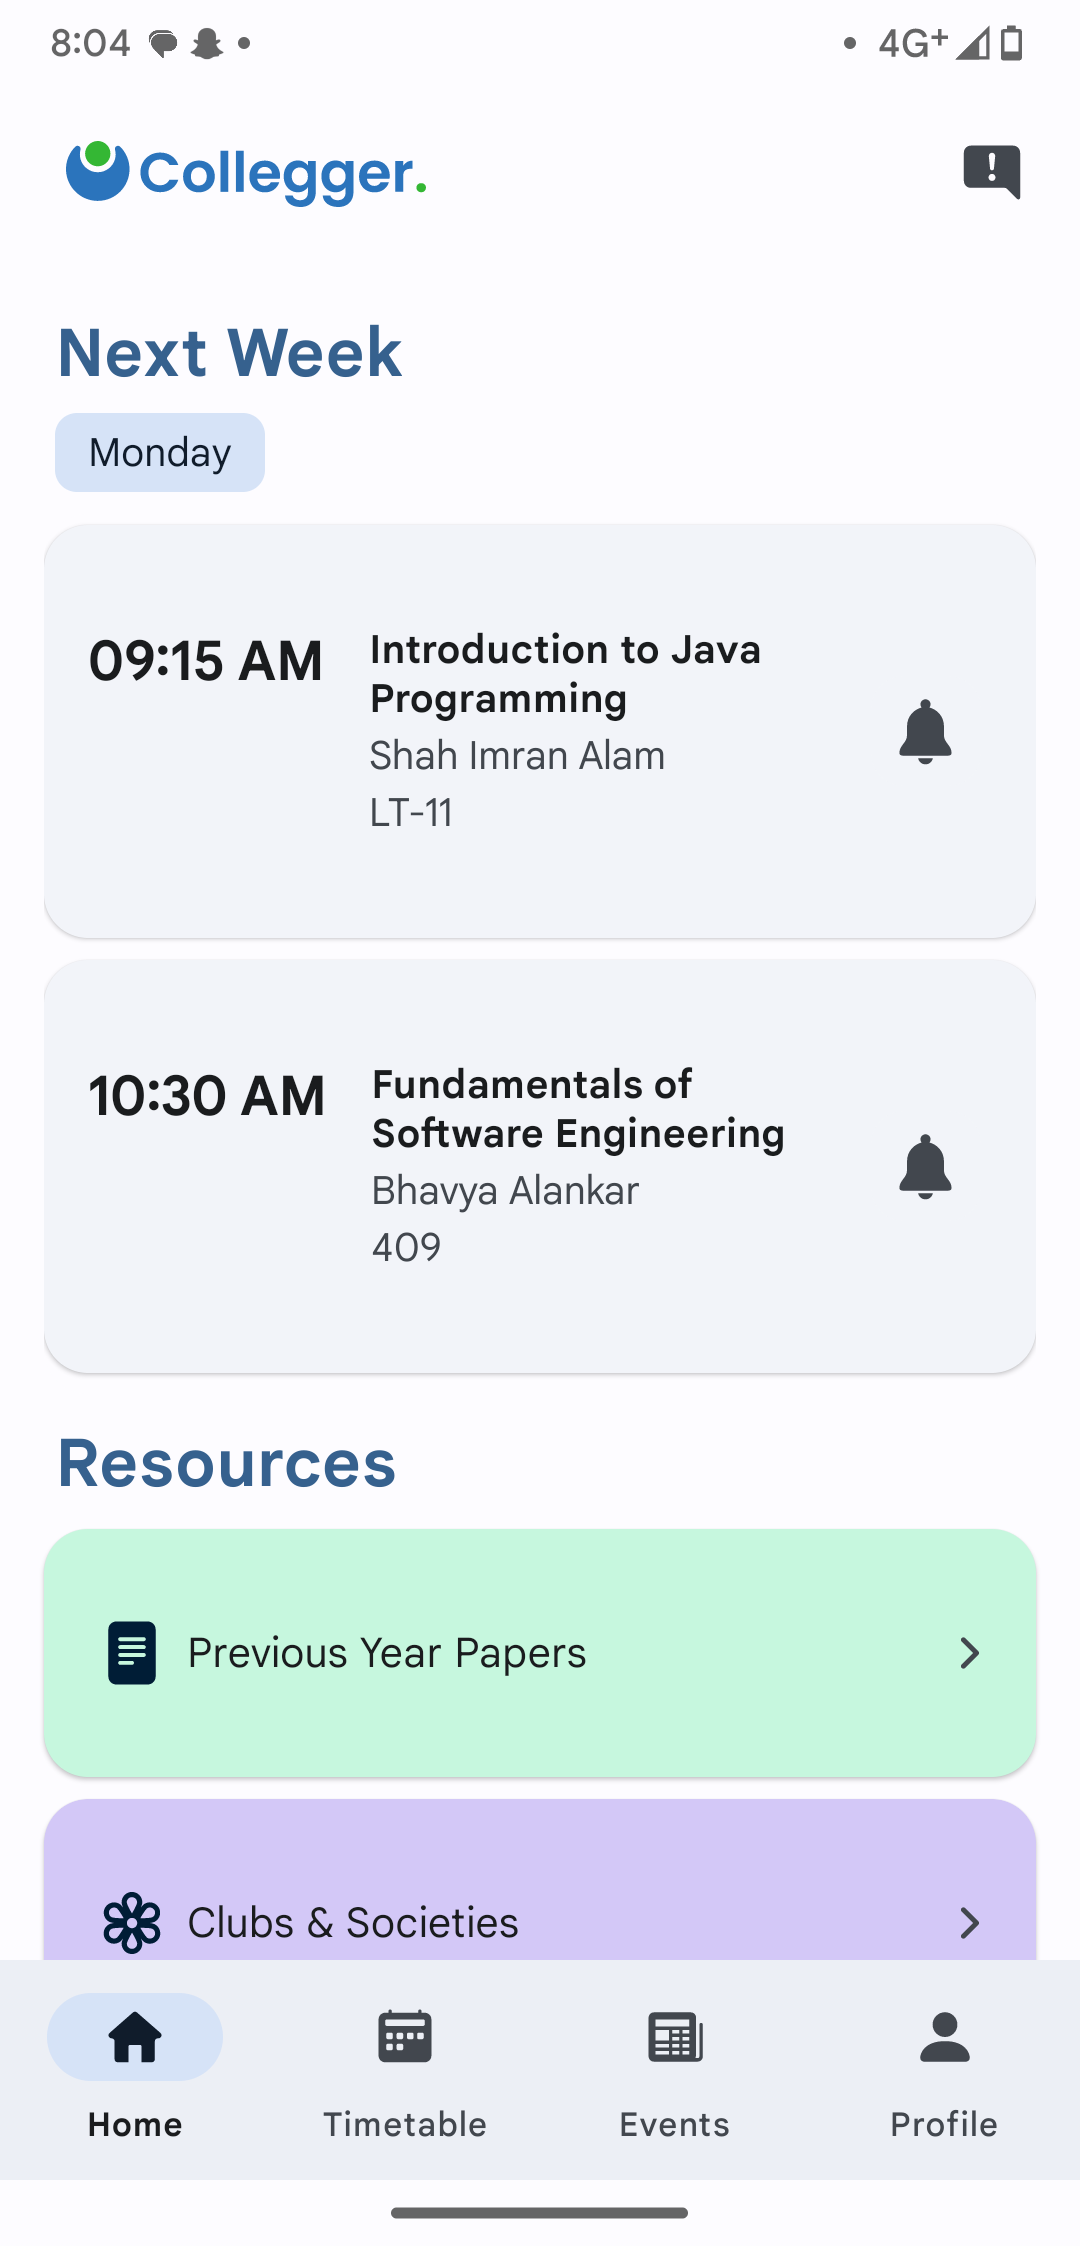 8:04
4G+
Collegger.
Next Week
Monday
09:15 AM
Introduction to Java
Programming
Shah Imran Alam
LT-11
10:30 AM
Fundamentals of
Software Engineering
Bhavya Alankar
409
Resources
Previous Year Papers
Clubs & Societies
Home
Timetable
Events
Profile